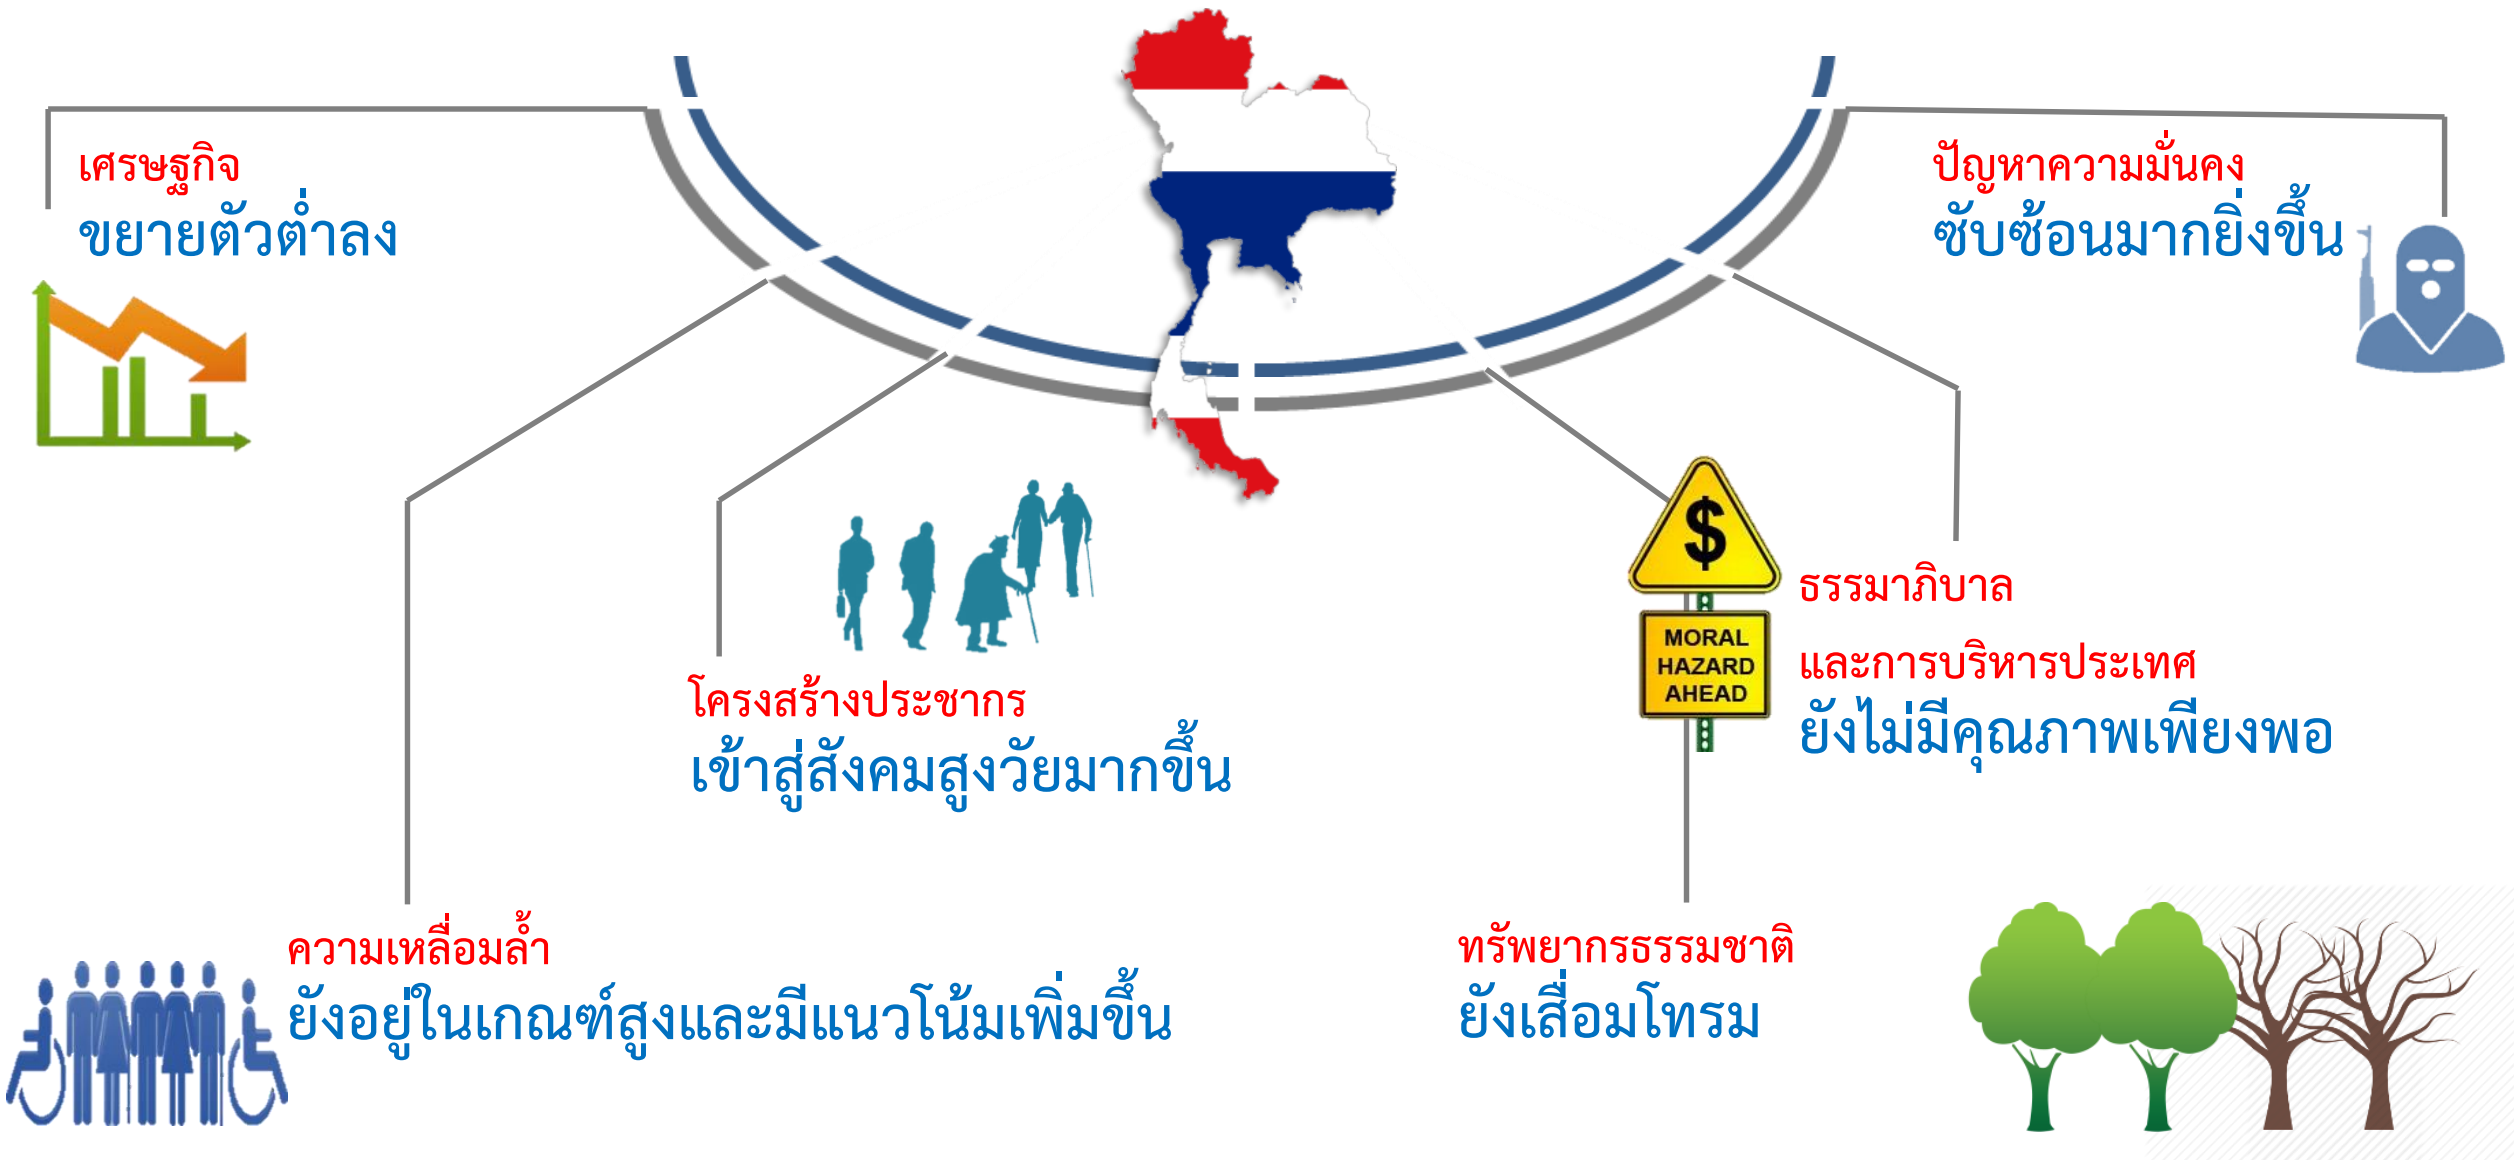 เศรษฐกิจ
ขยายตัวต่ำลง
ปัญหาความมั่นคง
ซับซ้อนมากยิ่งขึ้น
$
MORAL
HAZARD
AHEAD
ธรรมาภิบาล
และการบริหารประเทศ
ยังไม่มีคุณภาพเพียงพอ
โครงสร้างประชากร
เข้าสู่สังคมสูงวัยมากขึ้น
ความเหลื่อมล้ำ
ยังอยู่ในเกณฑ์สูงและมีแนวโน้มเพิ่มขึ้น
ทรัพยากรธรรมชาติ
ยังเสื่อมโทรม